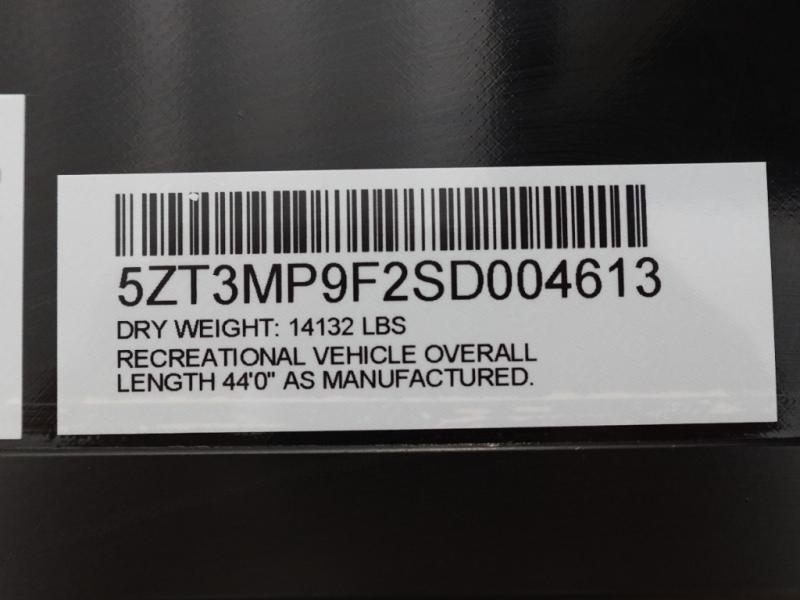 5ZT3MP9F2SD004613
DRY WEIGHT: 14132 LBS
RECREATIONAL VEHICLE OVERALL
LENGTH 44'0" AS MANUFACTURED.